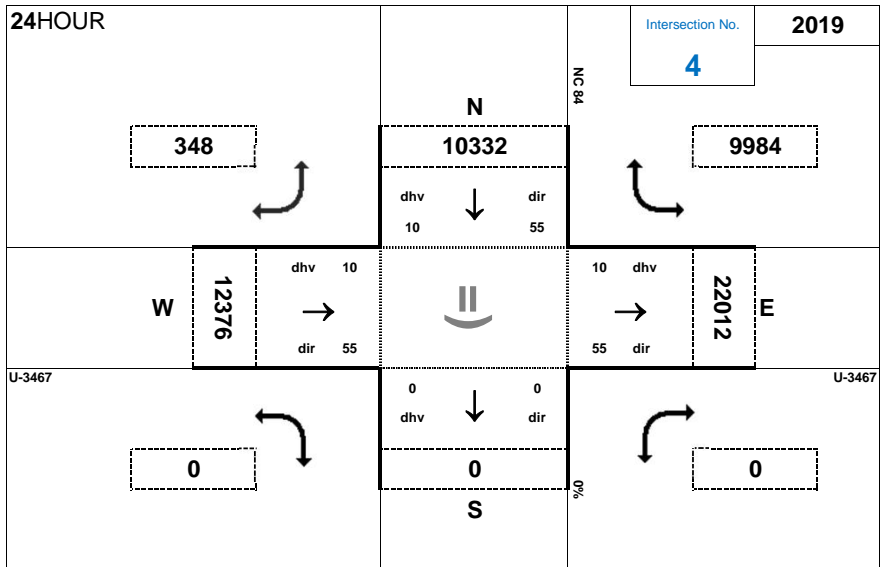 24HOUR
Intersection No.
2019
4
NC 84
N
348
10332
9984
dhv
dir
10
55
dhv 10
10 dhv
W
12376
22012
E
dir 55
55 dir
U-3467
U-3467
0
0
dhv
dir
0
0
0
0%
S